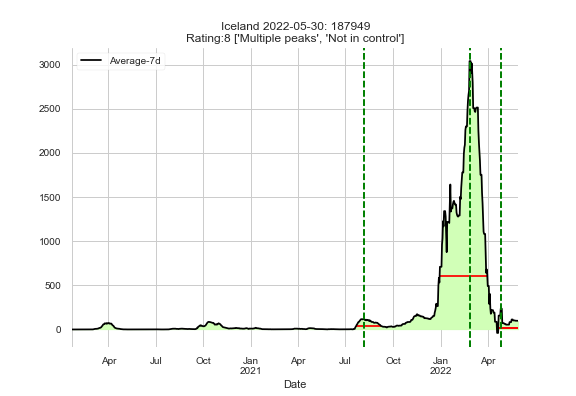 Iceland 2022-05-30: 187949
Rating:8 ['Multiple peaks', 'Not in control']
Average-7d
3000
2500
2000
1500
1000
500
0
Apr
Jul
Oct
Jan
2021
Apr
Jul
Oct
Jan
2022
Apr
Date